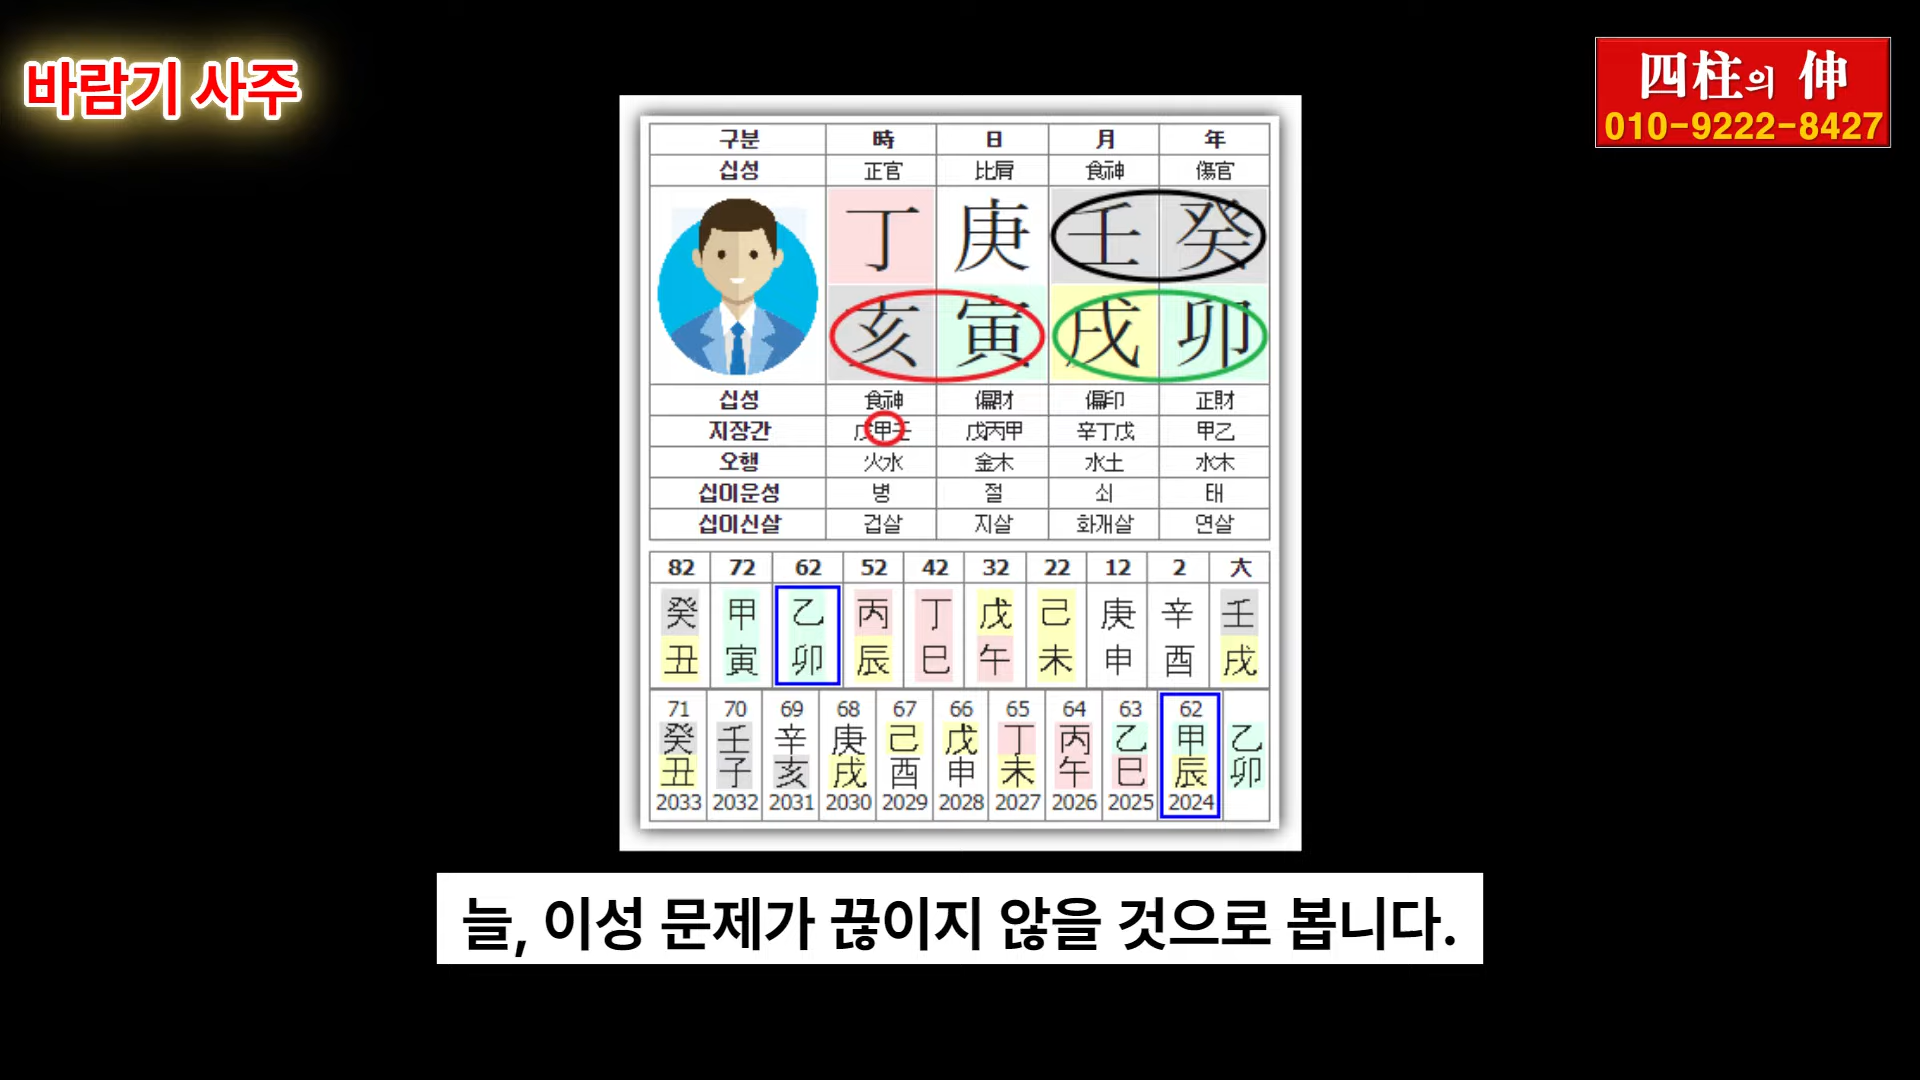 바람기 사주
四柱의 伸
010-9222-8427
구분 時 日 月 年
십성 正官 比肩 食神 傷官
丁 庚 壬 癸
亥 寅 戌 卯
십성 食神 偏財 偏印 正財
지장간 戊甲壬 戊丙甲 辛丁戊 甲乙
오행 火水 金木 水土 水木
십이운성 병 절 쇠 태
십이신살 겁살 지살 화개살 연살
82 72 62 52 42 32 22 12 2 大
癸 甲 乙 丙 丁 戊 己 庚 辛 壬
丑 寅 卯 辰 巳 午 未 申 酉 戌
71 70 69 68 67 66 65 64 63 62
癸 壬 辛 庚 己 戊 丁 丙 乙 甲 乙
丑 子 亥 戌 酉 申 未 午 巳 辰 卯
2033 2032 2031 2030 2029 2028 2027 2026 2025 2024
늘, 이성 문제가 끊이지 않을 것으로 봅니다.